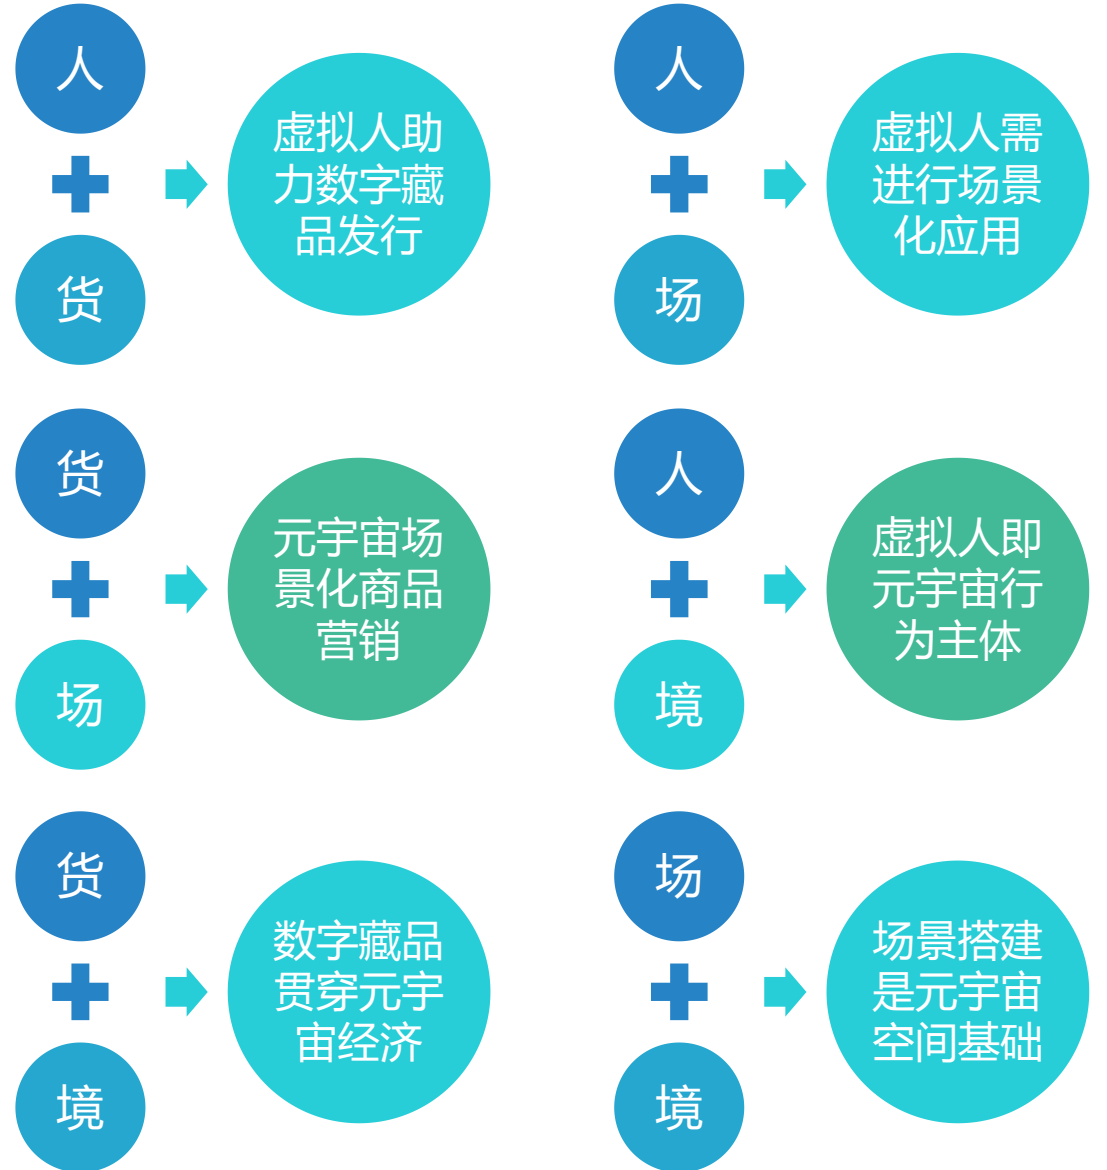 人
货
虚拟人助
力数字藏
品发行
人
场
虚拟人需
进行场景
化应用
货
场
元宇宙场
景化商品
营销
人
境
虚拟人即
元宇宙行
为主体
货
境
数字藏品
贯穿元宇
宙经济
场
境
场景搭建
是元宇宙
空间基础